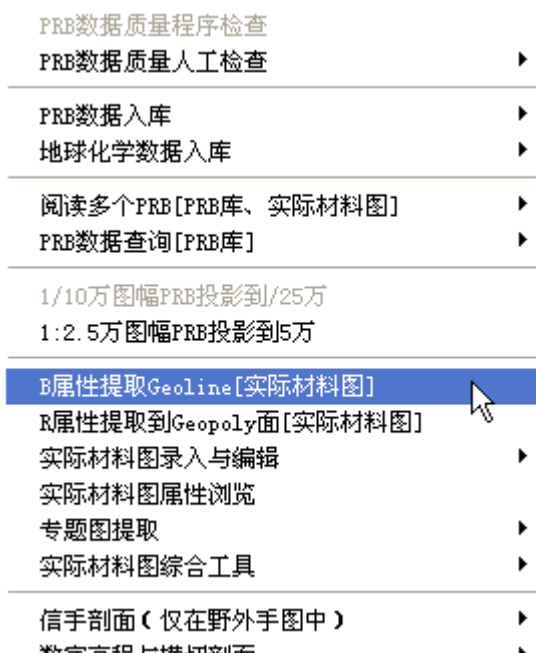 PRB数据质量程序检查
PRB数据质量人工检查
PRB数据入库
地球化学数据入库
阅读多个PRB[PRB库、实际材料图]
PRB数据查询[PRB库]
1/10万图幅PRB投影到/25万
1:2.5万图幅PRB投影到5万
B属性提取Geoline[实际材料图]
R属性提取到Geopoly面[实际材料图]
实际材料图录入与编辑
实际材料图属性浏览
专题图提取
实际材料图综合工具
信手剖面(仅在野外手图中)
数字高程与横切剖面